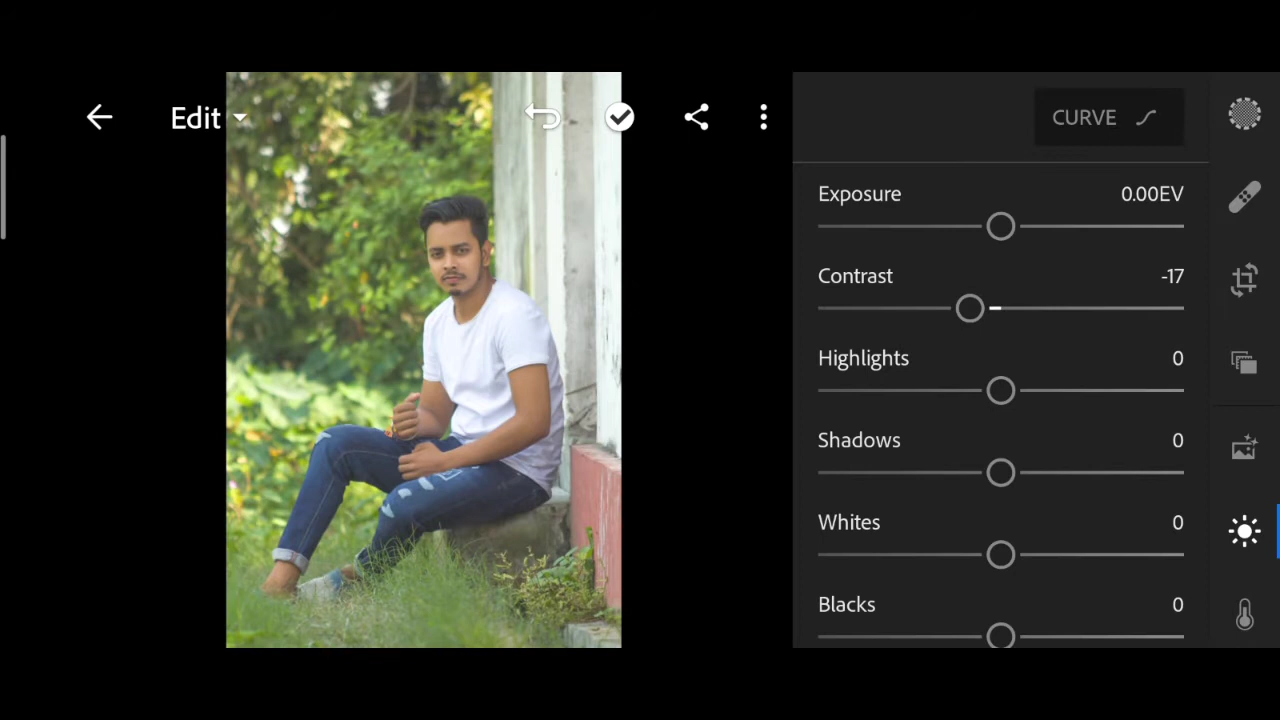 Edit
CURVE
Exposure 0.00EV
Contrast -17
Highlights 0
Shadows 0
Whites 0
Blacks 0